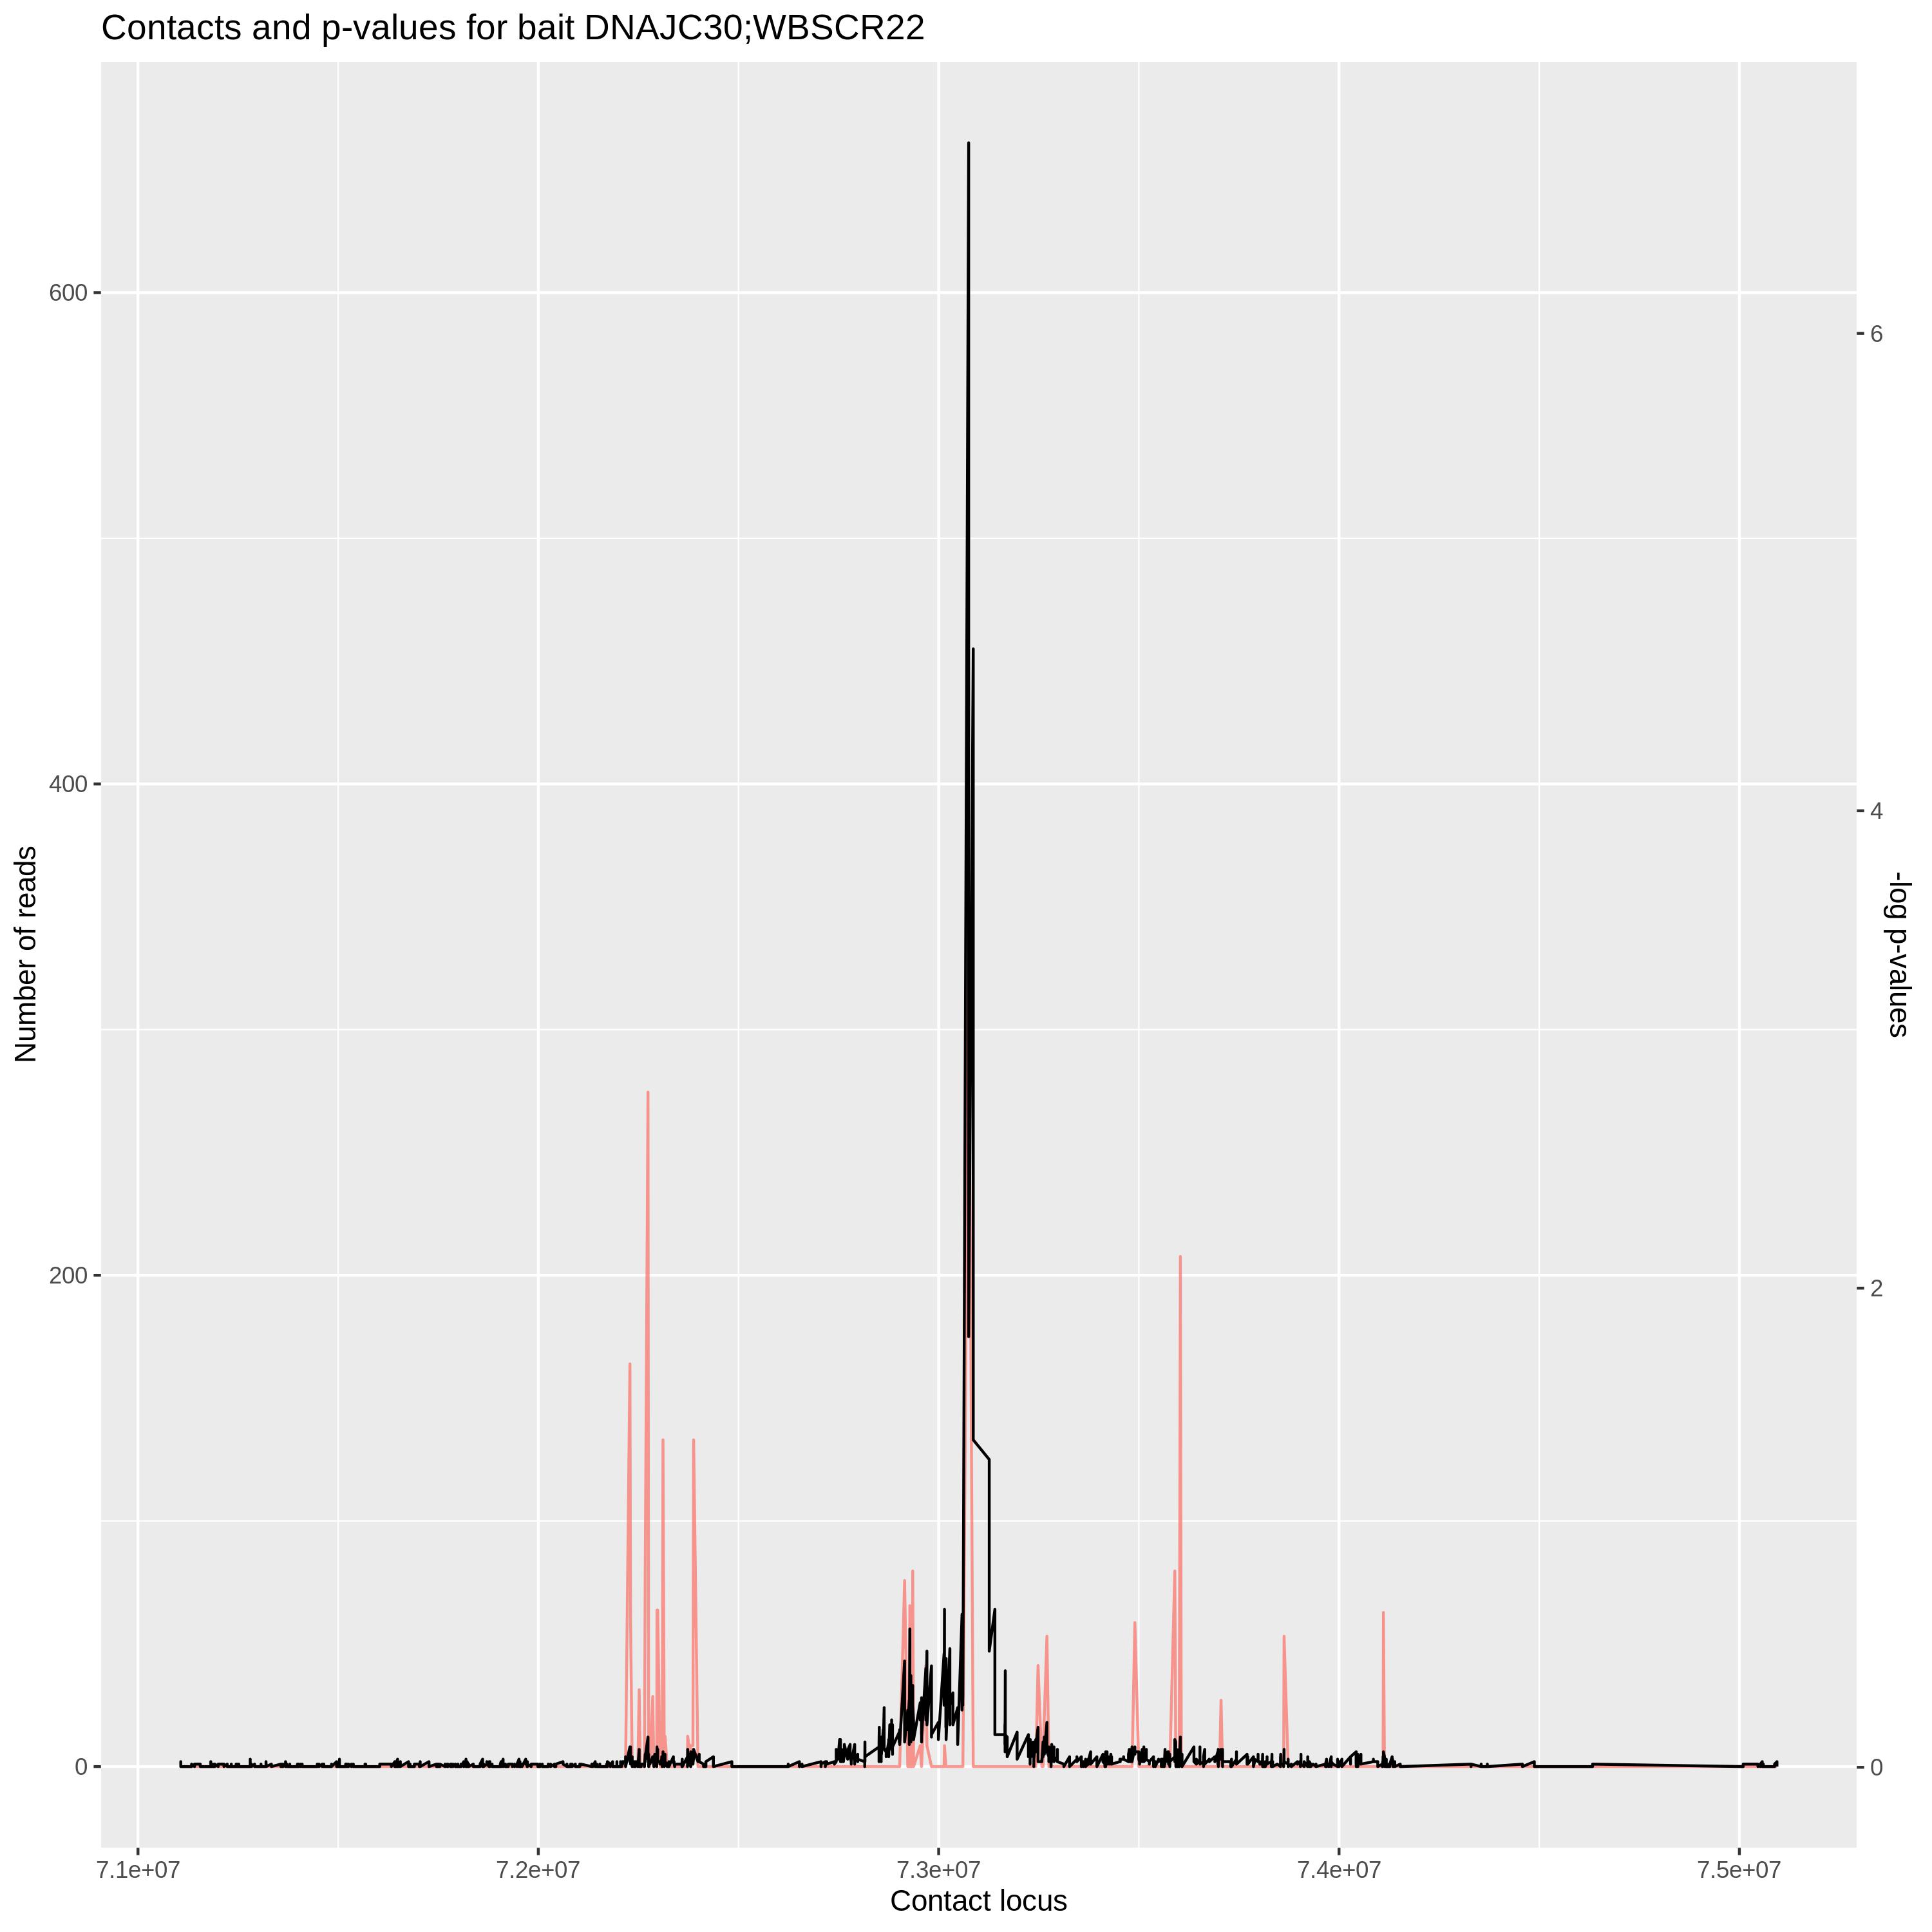 Contacts and p-values for bait DNAJC30;WBSCR22
600
400
200
0
Number of reads
6
4
2
0
-log p-values
7.1e+07
7.2e+07
7.3e+07
7.4e+07
7.5e+07
Contact locus